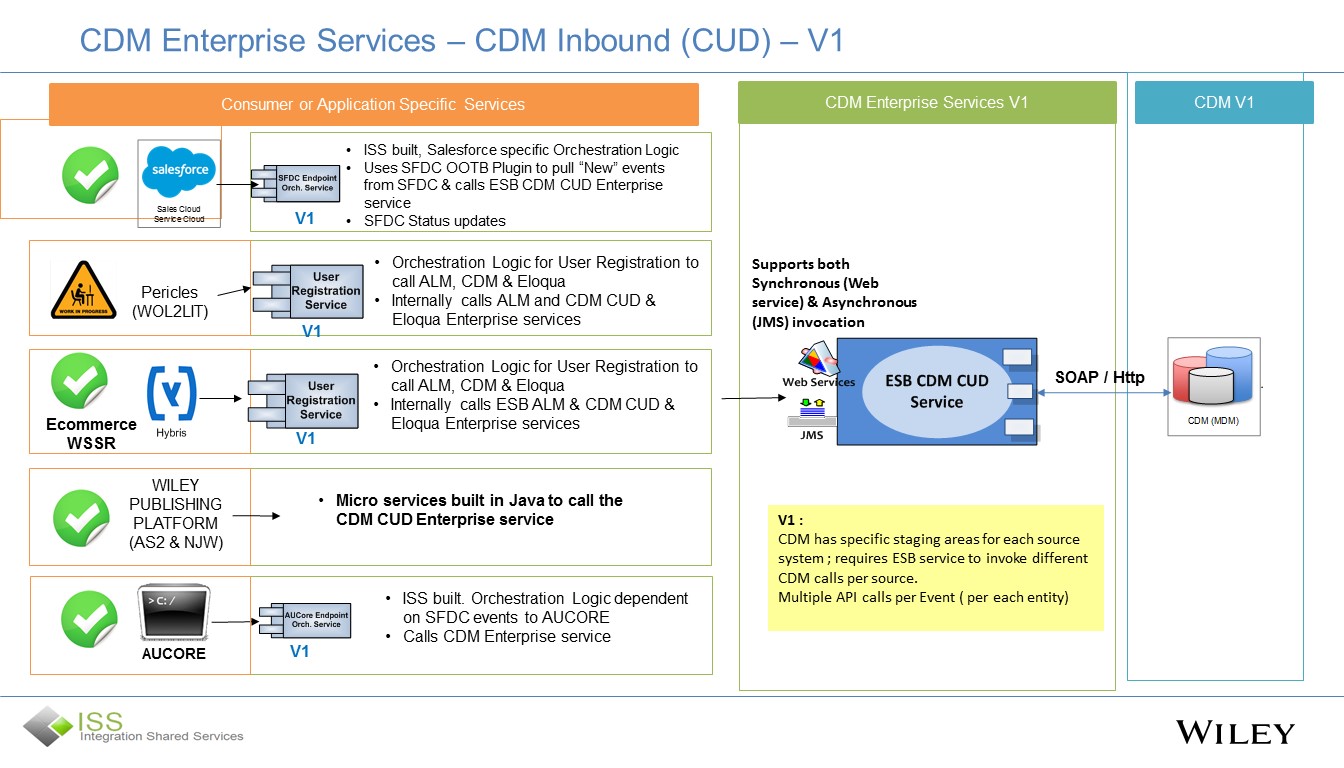 CDM Enterprise Services – CDM Inbound (CUD) – V1
Consumer or Application Specific Services
CDM Enterprise Services V1
CDM V1
salesforce
Sales Cloud
Service Cloud
SFDC Endpoint
Orch. Service
V1
• ISS built, Salesforce specific Orchestration Logic
• Uses SFDC OOTB Plugin to pull “New” events
from SFDC & calls ESB CDM CUD Enterprise
service
• SFDC Status updates
WORK IN PROGRESS
Pericles
(WOL2LIT)
User
Registration
Service
V1
• Orchestration Logic for User Registration to
call ALM, CDM & Eloqua
• Internally calls ALM and CDM CUD &
Eloqua Enterprise services
Ecommerce
WSSR
Hybris
User
Registration
Service
V1
• Orchestration Logic for User Registration to
call ALM, CDM & Eloqua
• Internally calls ESB ALM & CDM CUD &
Eloqua Enterprise services
WILEY
PUBLISHING
PLATFORM
(AS2 & NJW)
• Micro services built in Java to call the
CDM CUD Enterprise service
>C:/
AUCORE
AUCore Endpoint
Orch. Service
V1
• ISS built. Orchestration Logic dependent
on SFDC events to AUCORE
• Calls CDM Enterprise service
Supports both
Synchronous (Web
service) & Asynchronous
(JMS) invocation
Web Services
JMS
ESB CDM CUD
Service
SOAP / Http
CDM (MDM)
V1 :
CDM has specific staging areas for each source
system ; requires ESB service to invoke different
CDM calls per source.
Multiple API calls per Event ( per each entity)
ISS
Integration Shared Services
WILEY